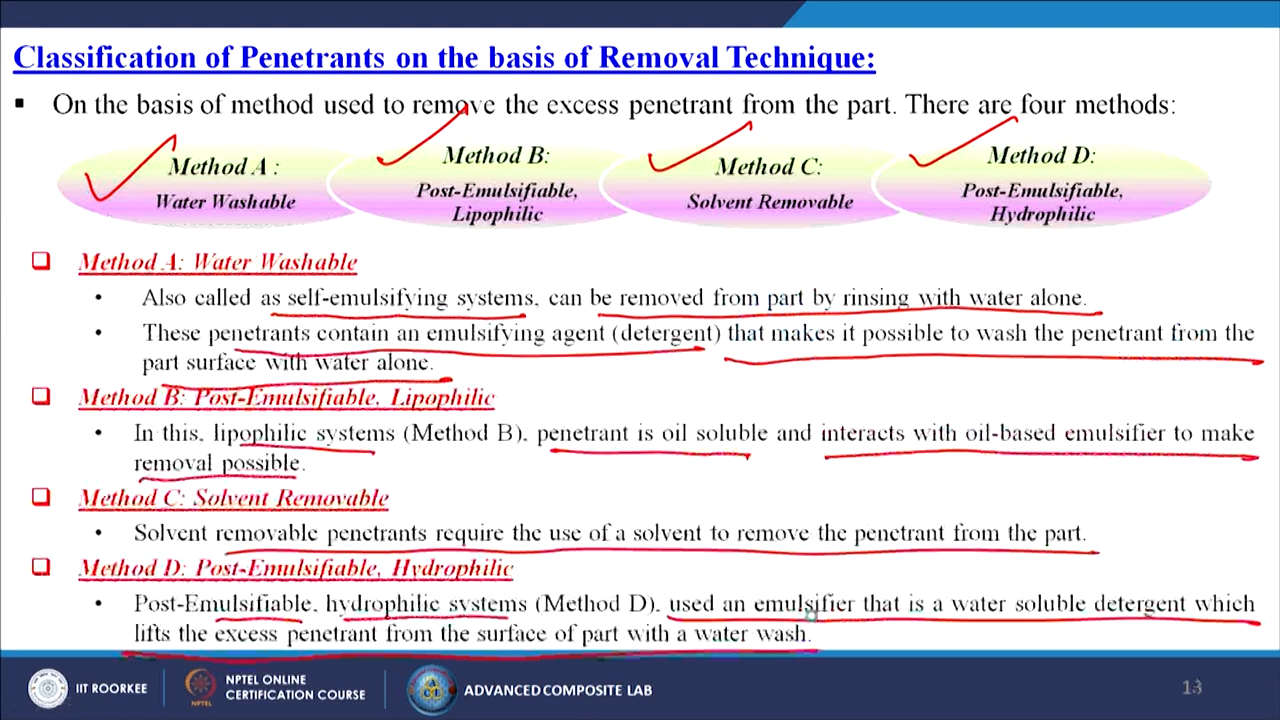 Classification of Penetrants on the basis of Removal Technique:
▪ On the basis of method used to remove the excess penetrant from the part. There are four methods:
Method A :
Water Washable
Method B:
Post-Emulsifiable,
Lipophilic
Method C:
Solvent Removable
Method D:
Post-Emulsifiable,
Hydrophilic
❑ Method A: Water Washable
• Also called as self-emulsifying systems, can be removed from part by rinsing with water alone.
• These penetrants contain an emulsifying agent (detergent) that makes it possible to wash the penetrant from the
part surface with water alone.
❑ Method B: Post-Emulsifiable, Lipophilic
• In this, lipophilic systems (Method B), penetrant is oil soluble and interacts with oil-based emulsifier to make
removal possible.
❑ Method C: Solvent Removable
• Solvent removable penetrants require the use of a solvent to remove the penetrant from the part.
❑ Method D: Post-Emulsifiable, Hydrophilic
• Post-Emulsifiable, hydrophilic systems (Method D), used an emulsifier that is a water soluble detergent which
lifts the excess penetrant from the surface of part with a water wash.
IIT ROORKEE
NPTEL
NPTEL ONLINE
CERTIFICATION COURSE
ACL
ADVANCED COMPOSITE LAB
13